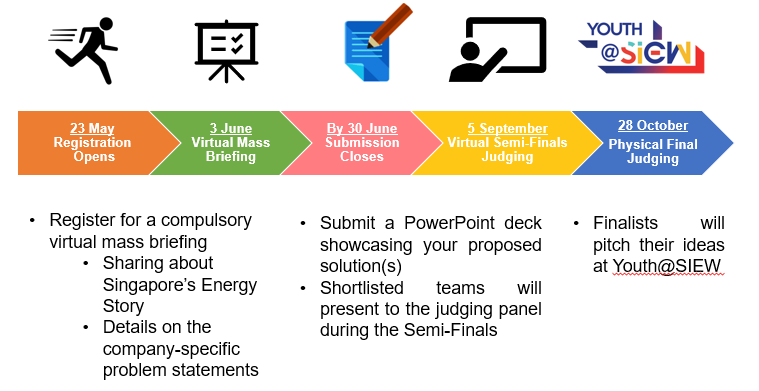 YOUTH
@SIEW
23 May
Registration
Opens
3 June
Virtual Mass
Briefing
By 30 June
Submission
Closes
5 September
Virtual Semi-Finals
Judging
28 October
Physical Final
Judging
• Register for a compulsory
virtual mass briefing
• Sharing about
Singapore's Energy
Story
• Details on the
company-specific
problem statements
• Submit a PowerPoint deck
showcasing your proposed
solution(s)
• Shortlisted teams will
present to the judging panel
during the Semi-Finals
• Finalists will
pitch their ideas
at Youth@SIEW